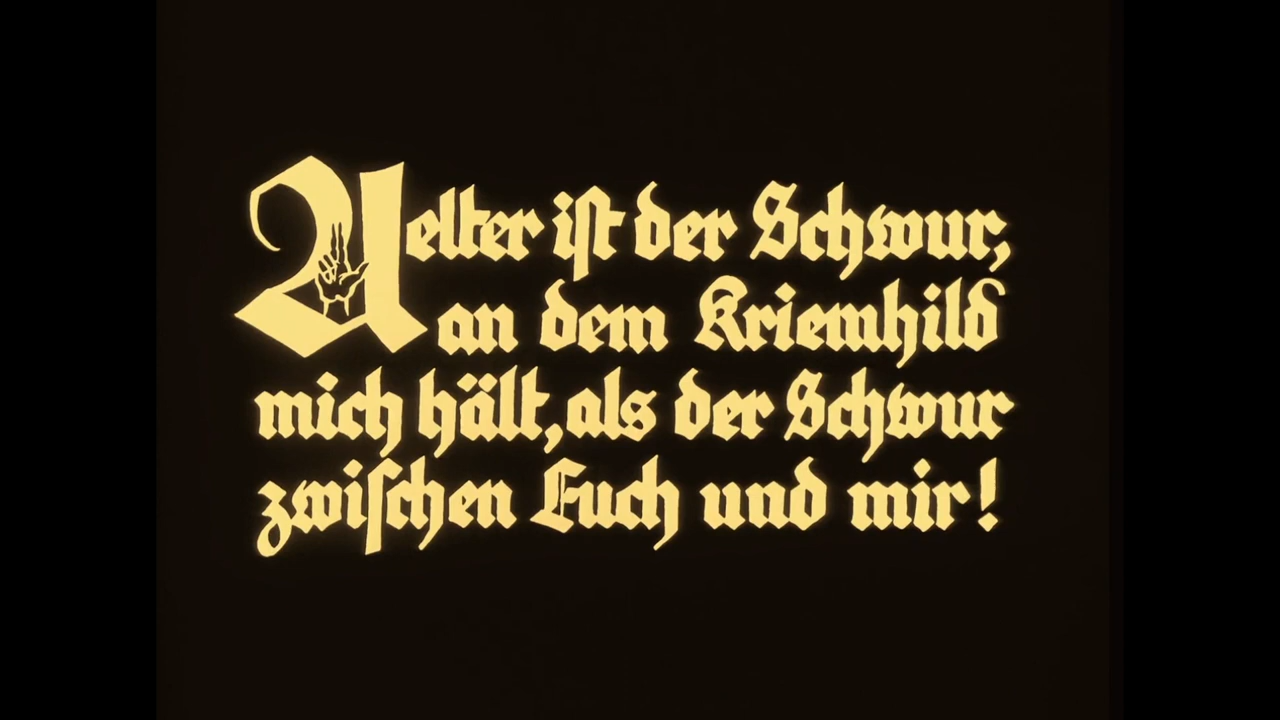 Aelter ist der Schwur,
an dem Kriemhild
mich hält, als der Schwur
zwischen Euch und mir!